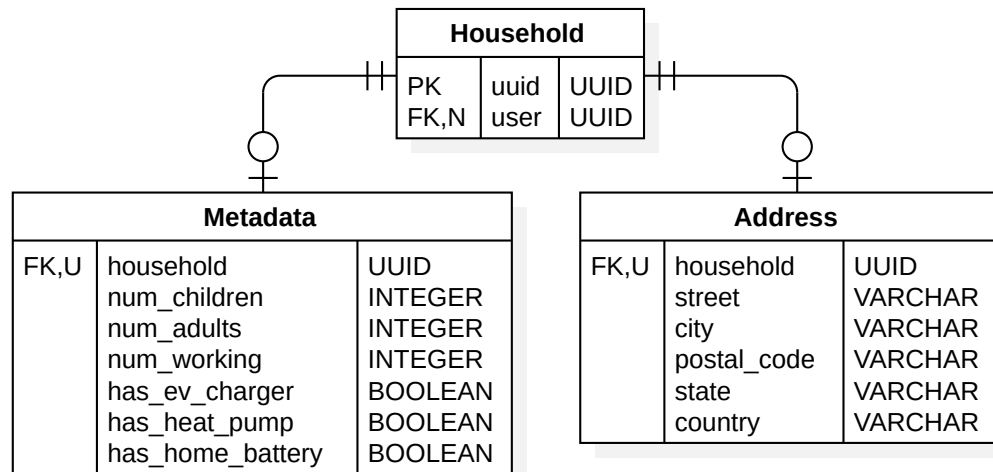 Household
PK uuid UUID
FK,N user UUID
Metadata
FK,U household UUID
num_children INTEGER
num_adults INTEGER
num_working INTEGER
has_ev_charger BOOLEAN
has_heat_pump BOOLEAN
has_home_battery BOOLEAN
Address
FK,U household UUID
street VARCHAR
city VARCHAR
postal_code VARCHAR
state VARCHAR
country VARCHAR